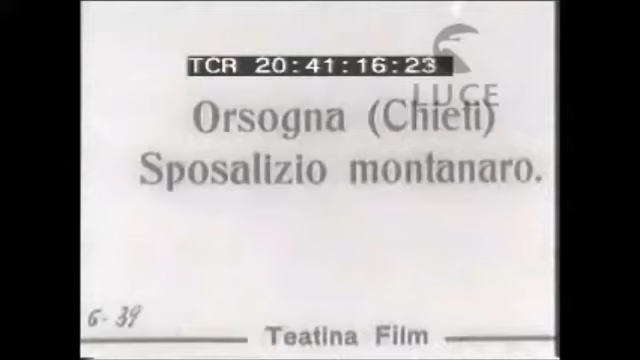 TCR 20:41:16:23
LUCE
Orsogna (Chieti)
Sposalizio montanaro.
G-39
Teatina Film